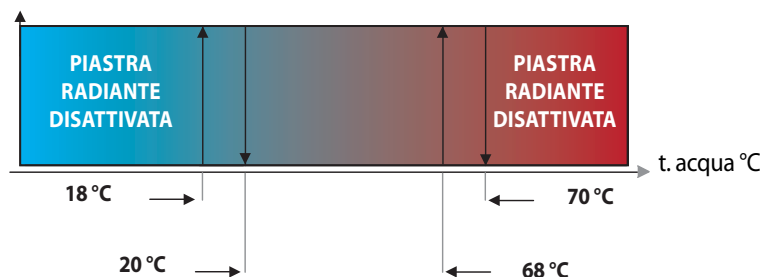 PIASTRA
RADIANTE
DISATTIVATA
PIASTRA
RADIANTE
DISATTIVATA
t. acqua °C
18 °C
70 °C
20 °C
68 °C